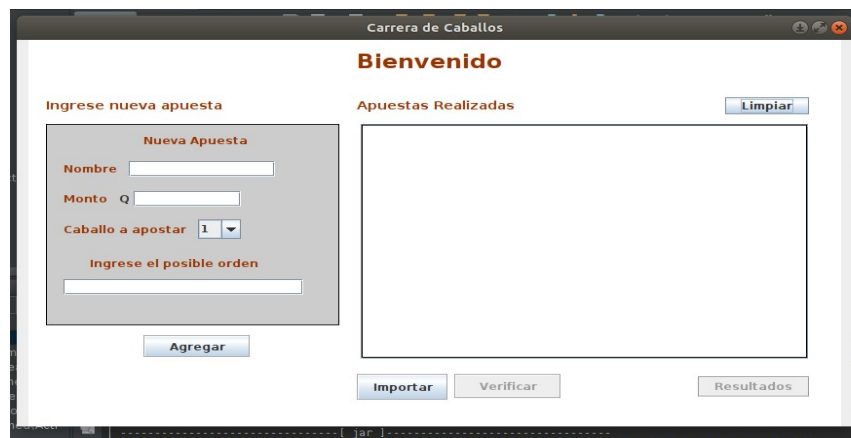 Carrera de Caballos
Bienvenido
Ingrese nueva apuesta
Apuestas Realizadas
Limpiar
Nueva Apuesta
Nombre
Monto Q
Caballo a apostar 1
Ingrese el posible orden
Agregar
Importar
Verificar
Resultados
--------------------------------[ jar ]---------------------------------